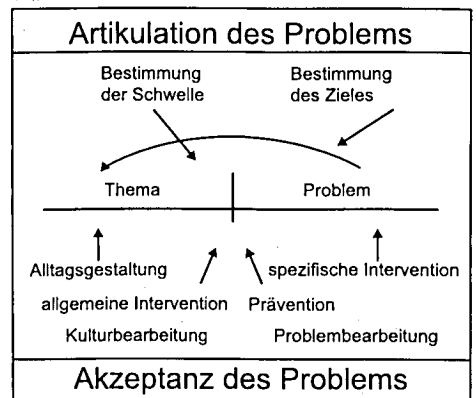 Artikulation des Problems
Bestimmung
der Schwelle
Bestimmung
des Zieles
Thema
Problem
Alltagsgestaltung
spezifische Intervention
allgemeine Intervention
Prävention
Kulturbearbeitung
Problembearbeitung
Akzeptanz des Problems